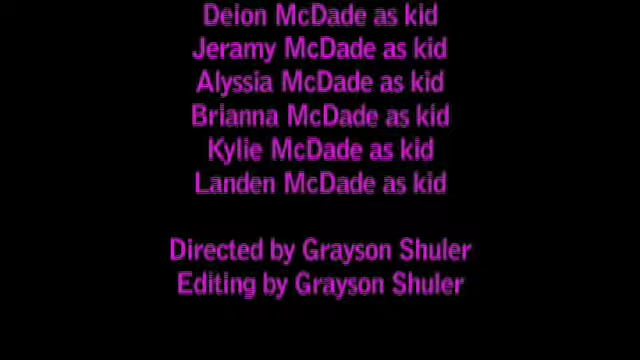 Deion McDade as kid
Jeramy McDade as kid
Alyssia McDade as kid
Brianna McDade as kid
Kylie McDade as kid
Landen McDade as kid
Directed by Grayson Shuler
Editing by Grayson Shuler